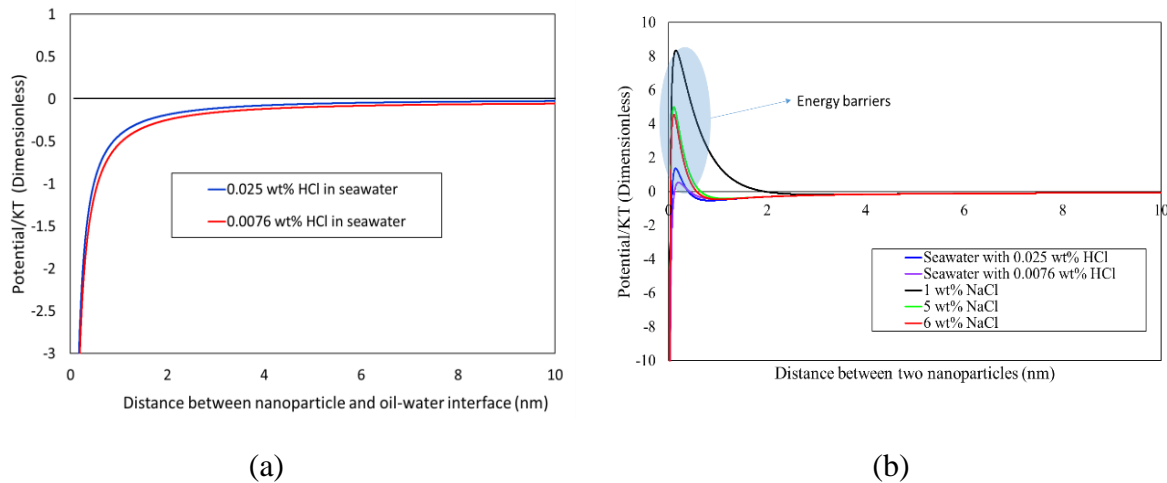 1
0.5
0
-0.5
-1
-1.5
-2
-2.5
-3
Potential/KT (Dimensionless)
0.025 wt% HCl in seawater
0.0076 wt% HCl in seawater
0 2 4 6 8 10
Distance between nanoparticle and oil-water interface (nm)
(a)
10
8
6
4
2
0
-2
-4
-6
-8
-10
Potential/KT (Dimensionless)
Energy barriers
0 2 4 6 8 10
Seawater with 0.025 wt% HCl
Seawater with 0.0076 wt% HCl
1 wt% NaCl
5 wt% NaCl
6 wt% NaCl
Distance between two nanoparticles (nm)
(b)